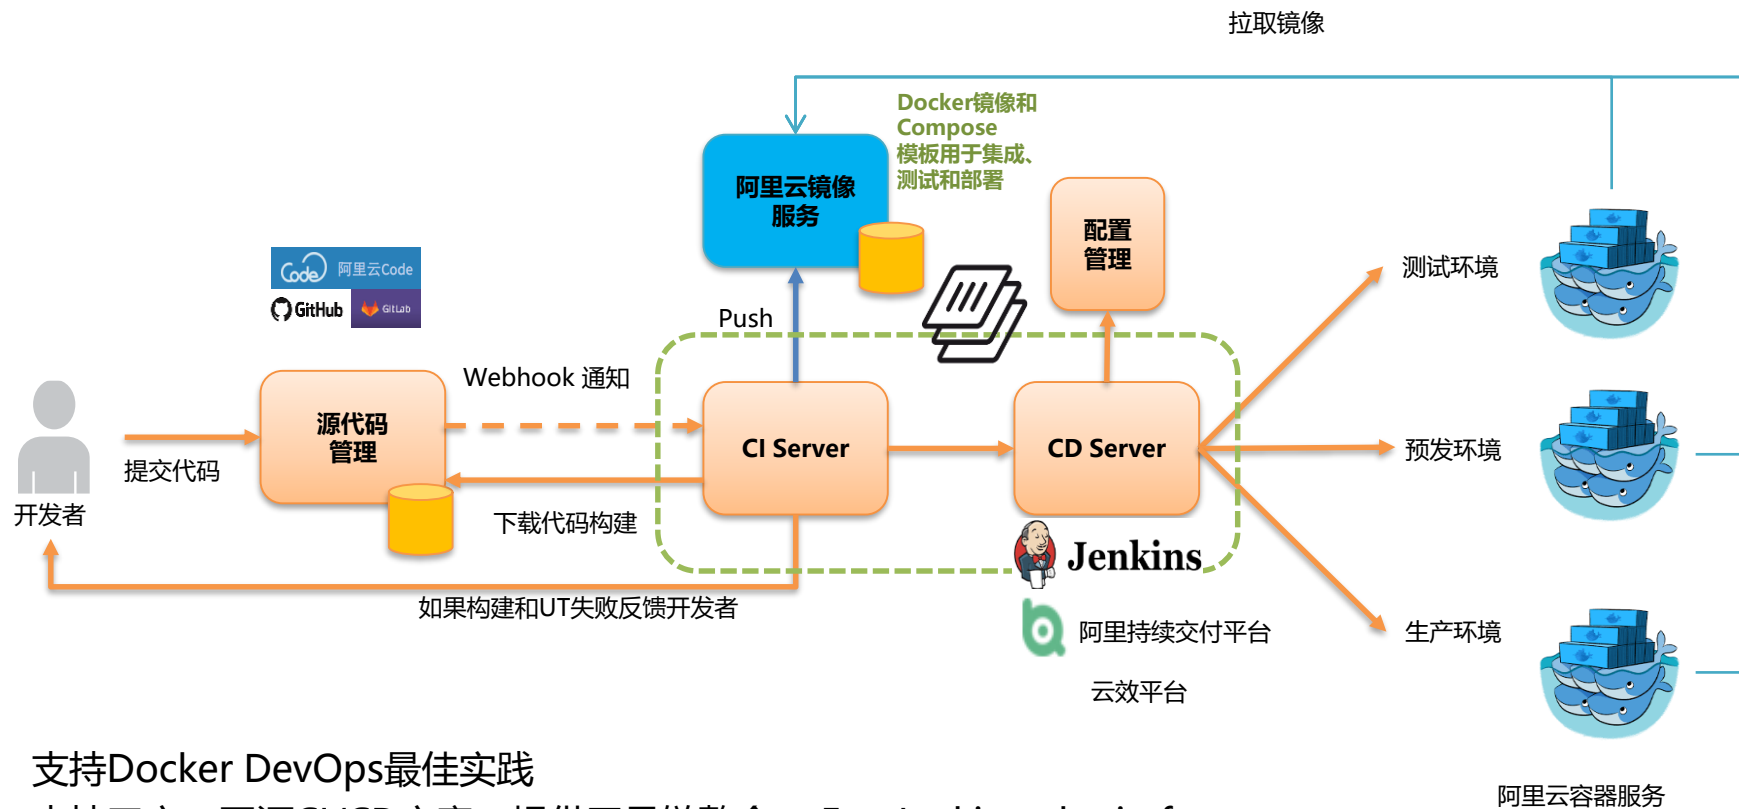 拉取镜像
Docker镜像和
Compose
模板用于集成、
测试和部署
阿里云镜像
服务
配置
管理
Code 阿里云Code
GitHub
GitLab
测试环境
Push
Webhook 通知
源代码
管理
CI Server
CD Server
预发环境
提交代码
开发者
下载代码构建
Jenkins
如果构建和UT失败反馈开发者
阿里持续交付平台
生产环境
云效平台
支持Docker DevOps最佳实践
阿里云容器服务